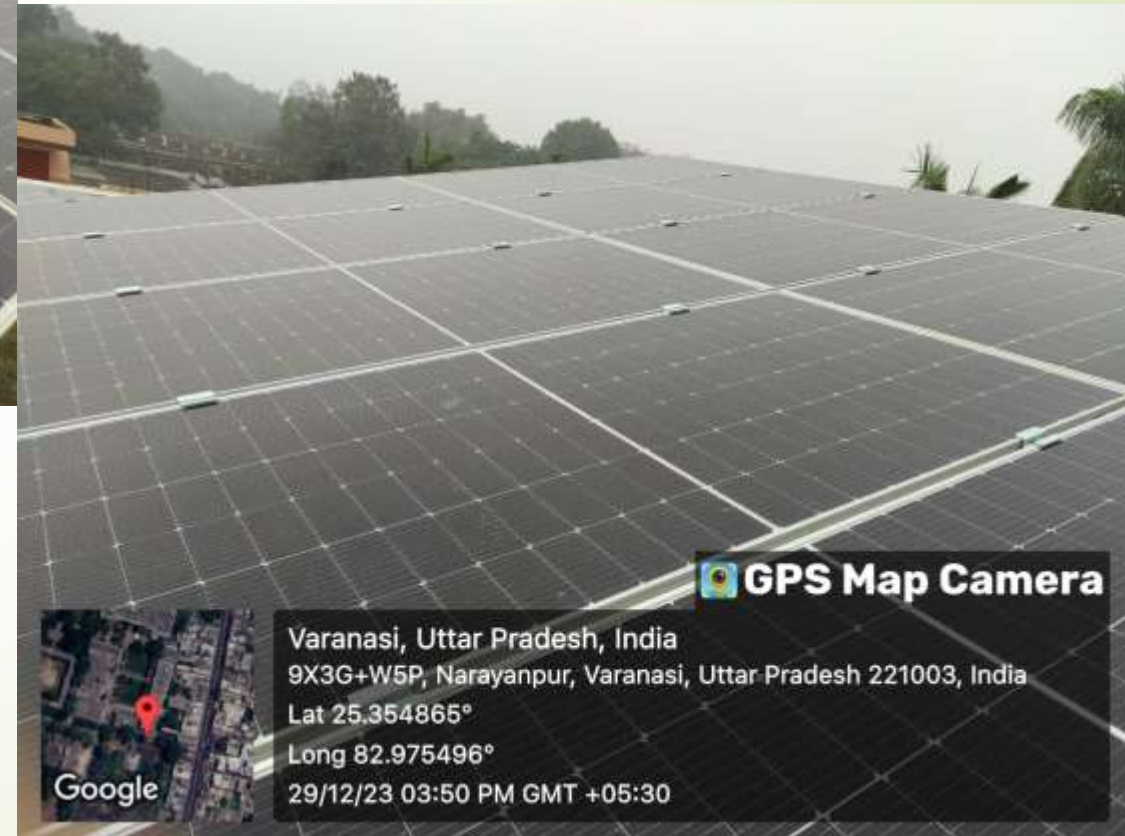 GPS Map Camera
Varanasi, Uttar Pradesh, India
9X3G+W5P, Narayanpur, Varanasi, Uttar Pradesh 221003, India
Lat 25.354865°
Long 82.975496°
29/12/23 03:50 PM GMT +05:30
Google